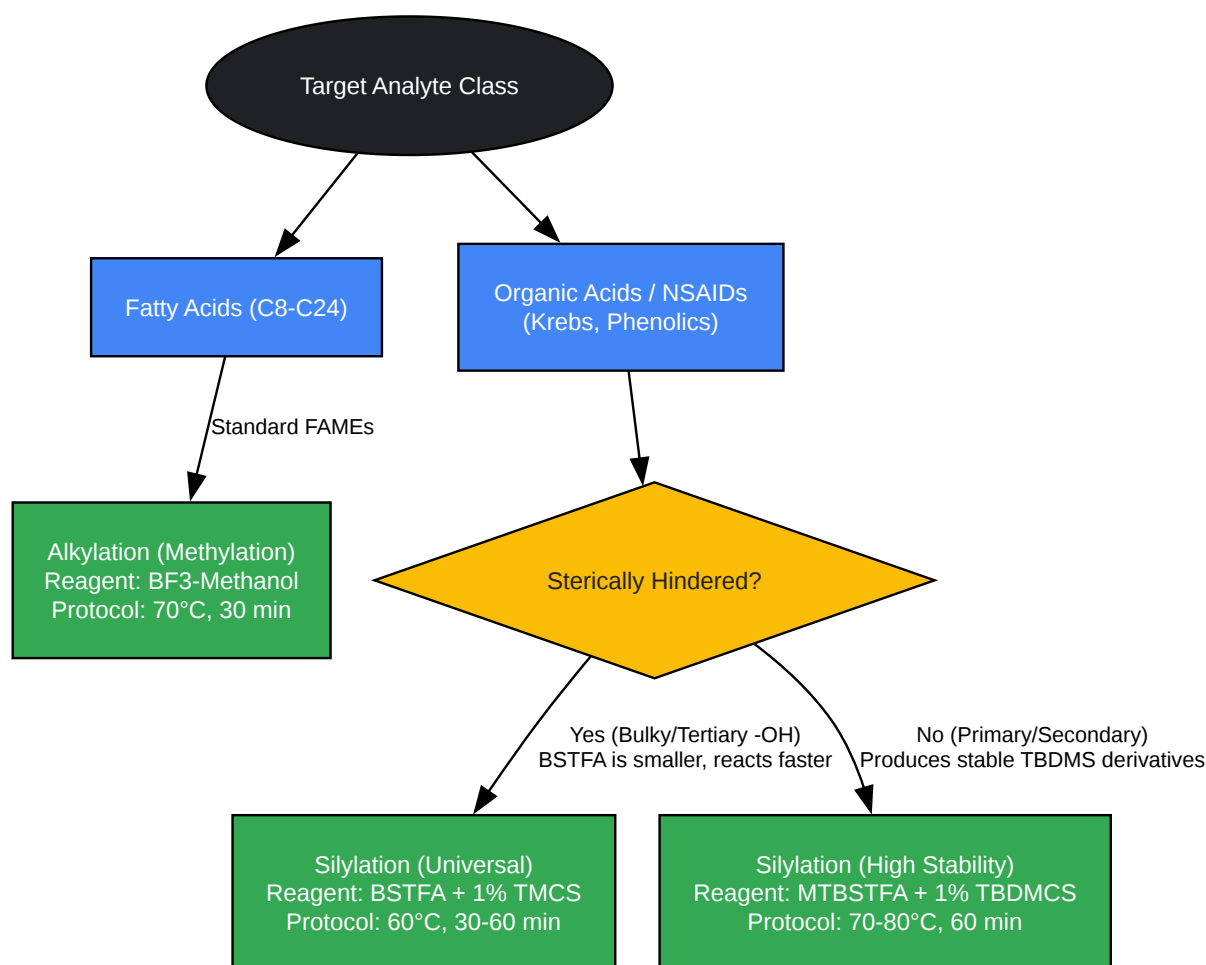 Target Analyte Class
Fatty Acids (C8-C24)
Organic Acids / NSAIDs
(Krebs, Phenolics)
Standard FAMEs
Alkylation (Methylation)
Reagent: BF3-Methanol
Protocol: 70°C, 30 min
Sterically Hindered?
Yes (Bulky/Tertiary -OH)
BSTFA is smaller, reacts faster
No (Primary/Secondary)
Produces stable TBDMS derivatives
Silylation (Universal)
Reagent: BSTFA + 1% TMCS
Protocol: 60°C, 30-60 min
Silylation (High Stability)
Reagent: MTBSTFA + 1% TBDMCS
Protocol: 70-80°C, 60 min